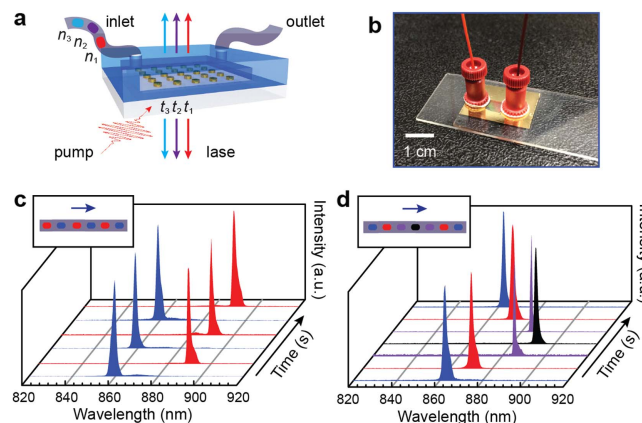 a
inlet
outlet
n3
n2
n1
t3 t2 t1
pump
lase
b
1 cm
c
Intensity (a.u.)
Time (s)
820
840
860
880
900
920
Wavelength (nm)
d
Time (s)
820
840
860
880
900
920
Wavelength (nm)